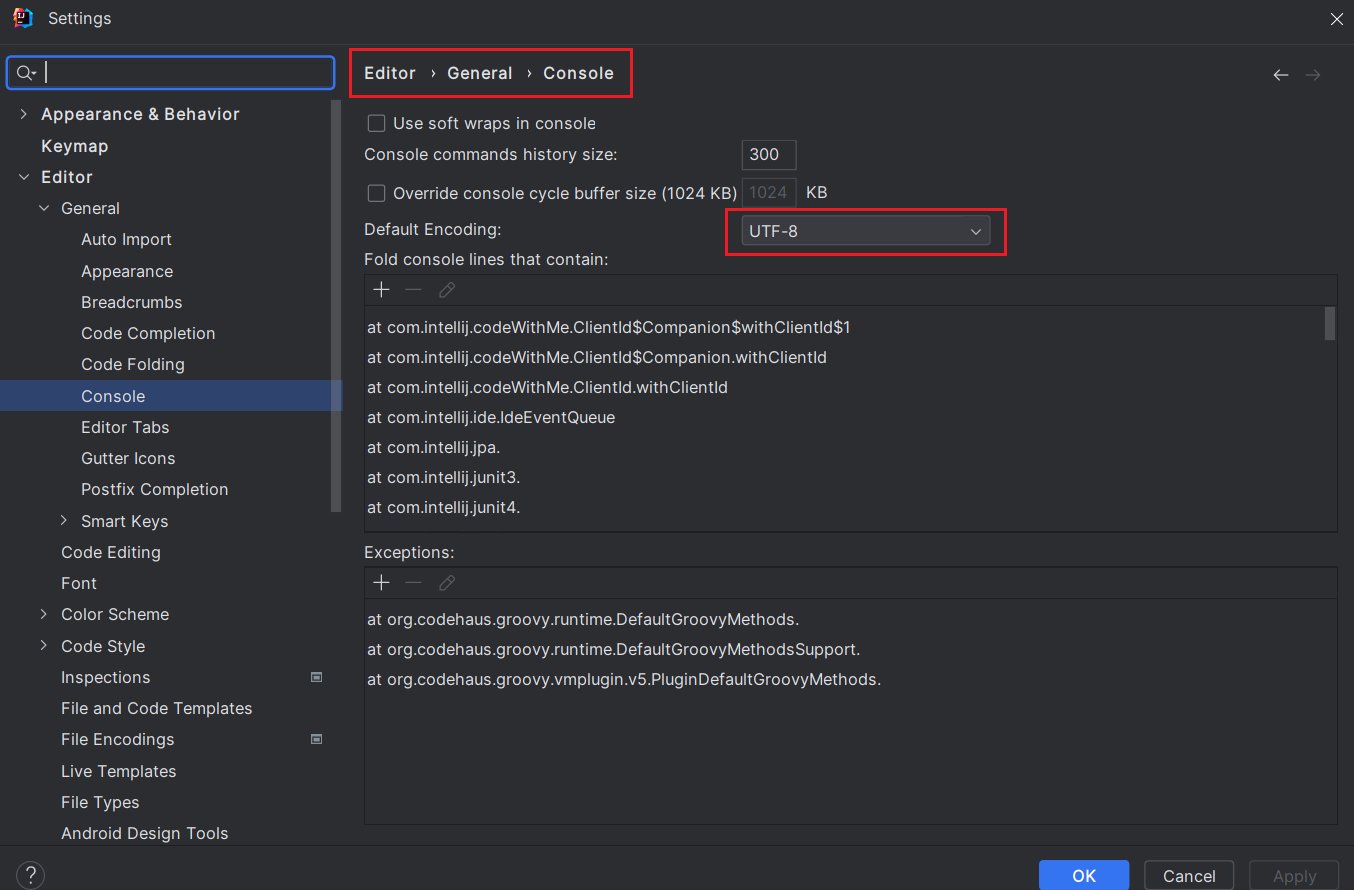 Settings
Editor › General › Console
Appearance & Behavior
Keymap
Editor
General
Auto Import
Appearance
Breadcrumbs
Code Completion
Code Folding
Console
Editor Tabs
Gutter Icons
Postfix Completion
Smart Keys
Code Editing
Font
Color Scheme
Code Style
Inspections
File and Code Templates
File Encodings
Live Templates
File Types
Android Design Tools
Use soft wraps in console
Console commands history size: 300
Override console cycle buffer size (1024 KB) 1024 KB
Default Encoding: UTF-8
Fold console lines that contain:
at com.intellij.codeWithMe.ClientId$Companion$withClientId$1
at com.intellij.codeWithMe.ClientId$Companion.withClientId
at com.intellij.codeWithMe.ClientId.withClientId
at com.intellij.ide.IdeEventQueue
at com.intellij.jpa.
at com.intellij.junit3.
at com.intellij.junit4.
Exceptions:
at org.codehaus.groovy.runtime.DefaultGroovyMethods.
at org.codehaus.groovy.runtime.DefaultGroovyMethodsSupport.
at org.codehaus.groovy.vmplugin.v5.PluginDefaultGroovyMethods.
?
OK Cancel Apply